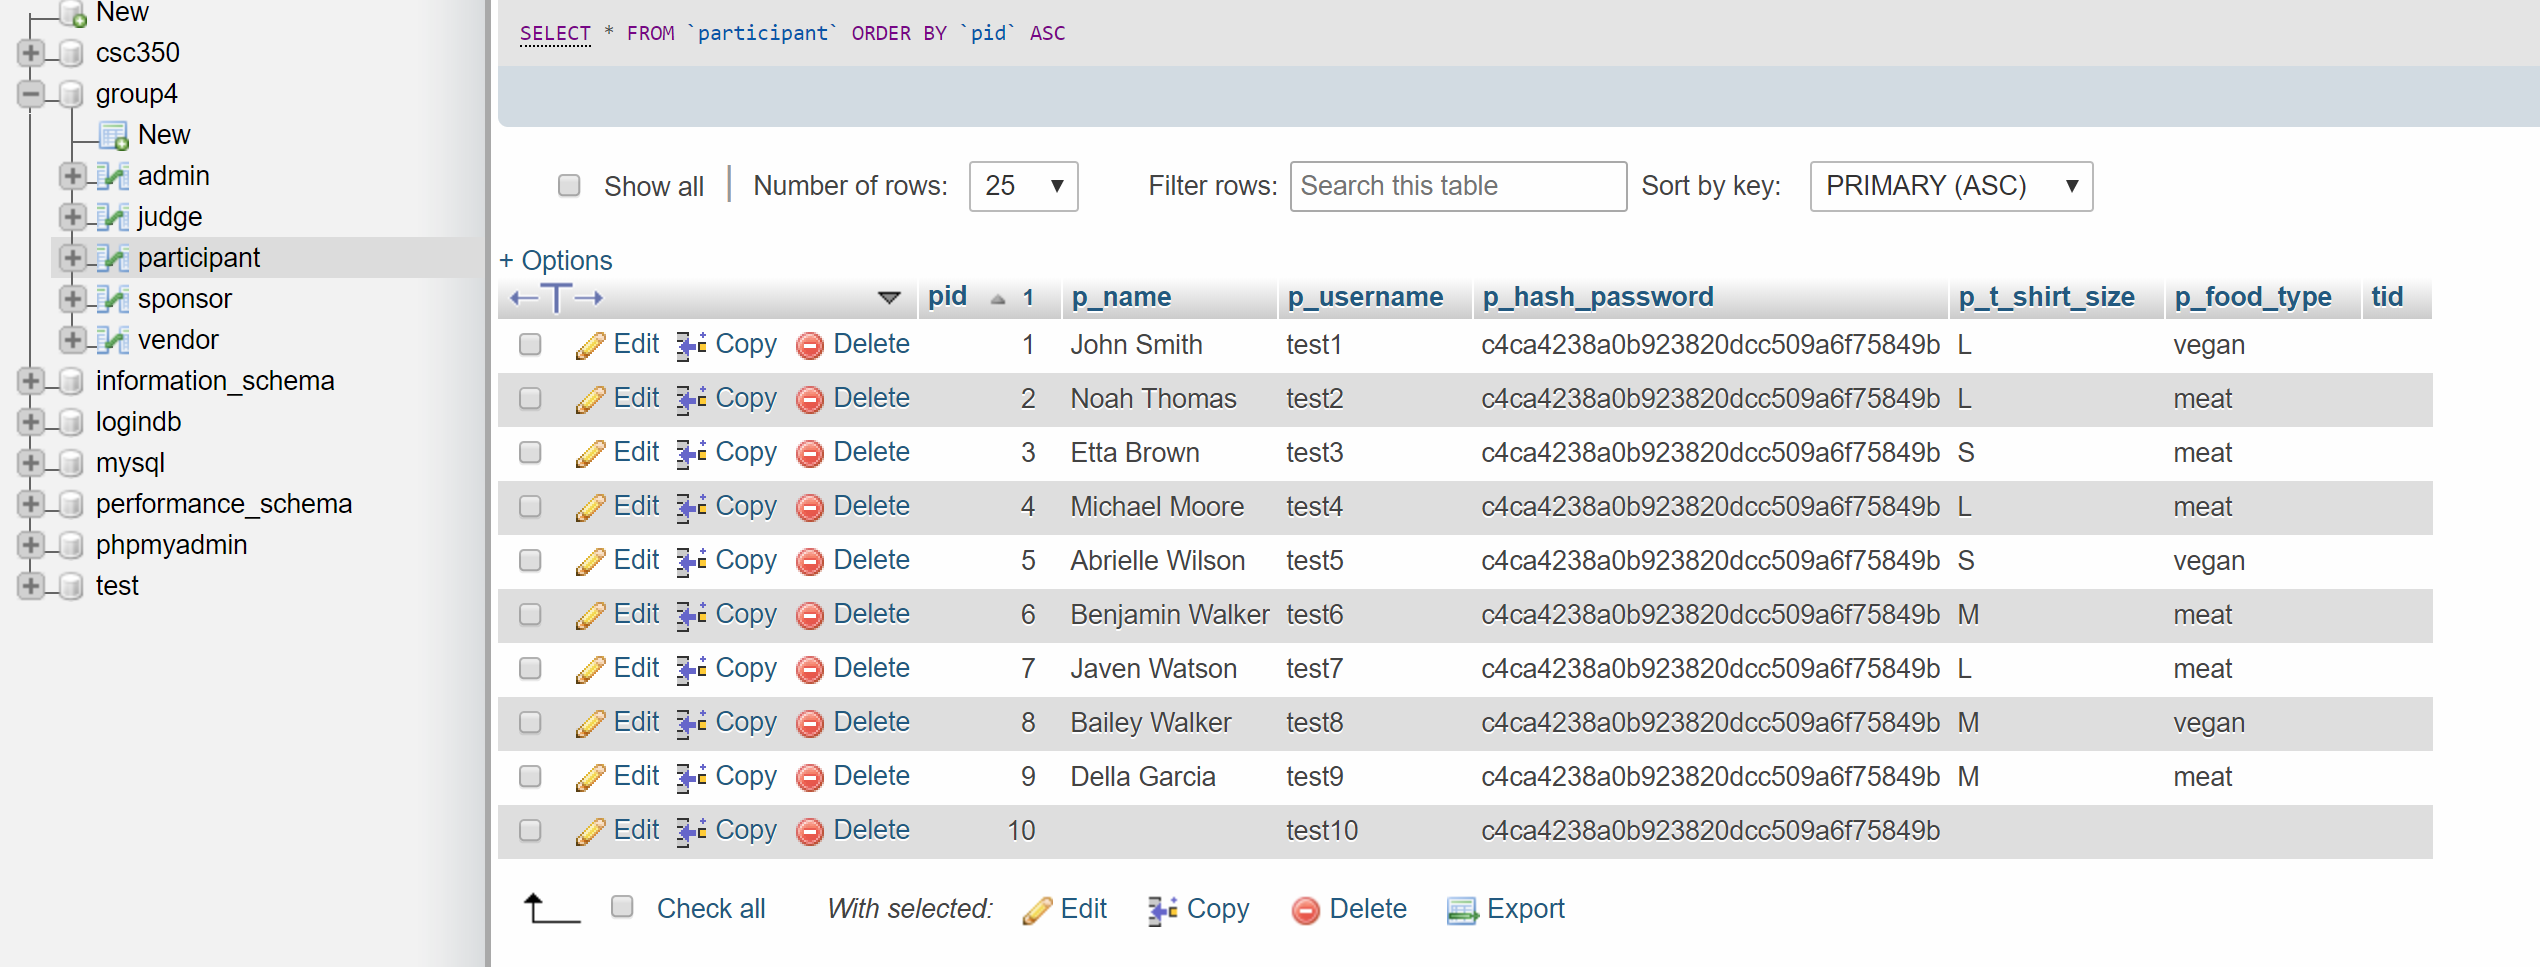 New
csc350
group4
New
admin
judge
participant
sponsor
vendor
information_schema
logindb
mysql
performance_schema
phpmyadmin
test
SELECT * FROM `participant` ORDER BY `pid` ASC
Show all | Number of rows: 25 Filter rows: Search this table Sort by key: PRIMARY (ASC)
+ Options
pid 1 p_name p_username p_hash_password p_t_shirt_size p_food_type tid
Edit Copy Delete 1 John Smith test1 c4ca4238a0b923820dcc509a6f75849b L vegan
Edit Copy Delete 2 Noah Thomas test2 c4ca4238a0b923820dcc509a6f75849b L meat
Edit Copy Delete 3 Etta Brown test3 c4ca4238a0b923820dcc509a6f75849b S meat
Edit Copy Delete 4 Michael Moore test4 c4ca4238a0b923820dcc509a6f75849b L meat
Edit Copy Delete 5 Abrielle Wilson test5 c4ca4238a0b923820dcc509a6f75849b S vegan
Edit Copy Delete 6 Benjamin Walker test6 c4ca4238a0b923820dcc509a6f75849b M meat
Edit Copy Delete 7 Javen Watson test7 c4ca4238a0b923820dcc509a6f75849b L meat
Edit Copy Delete 8 Bailey Walker test8 c4ca4238a0b923820dcc509a6f75849b M vegan
Edit Copy Delete 9 Della Garcia test9 c4ca4238a0b923820dcc509a6f75849b M meat
Edit Copy Delete 10 test10 c4ca4238a0b923820dcc509a6f75849b
Check all With selected: Edit Copy Delete Export